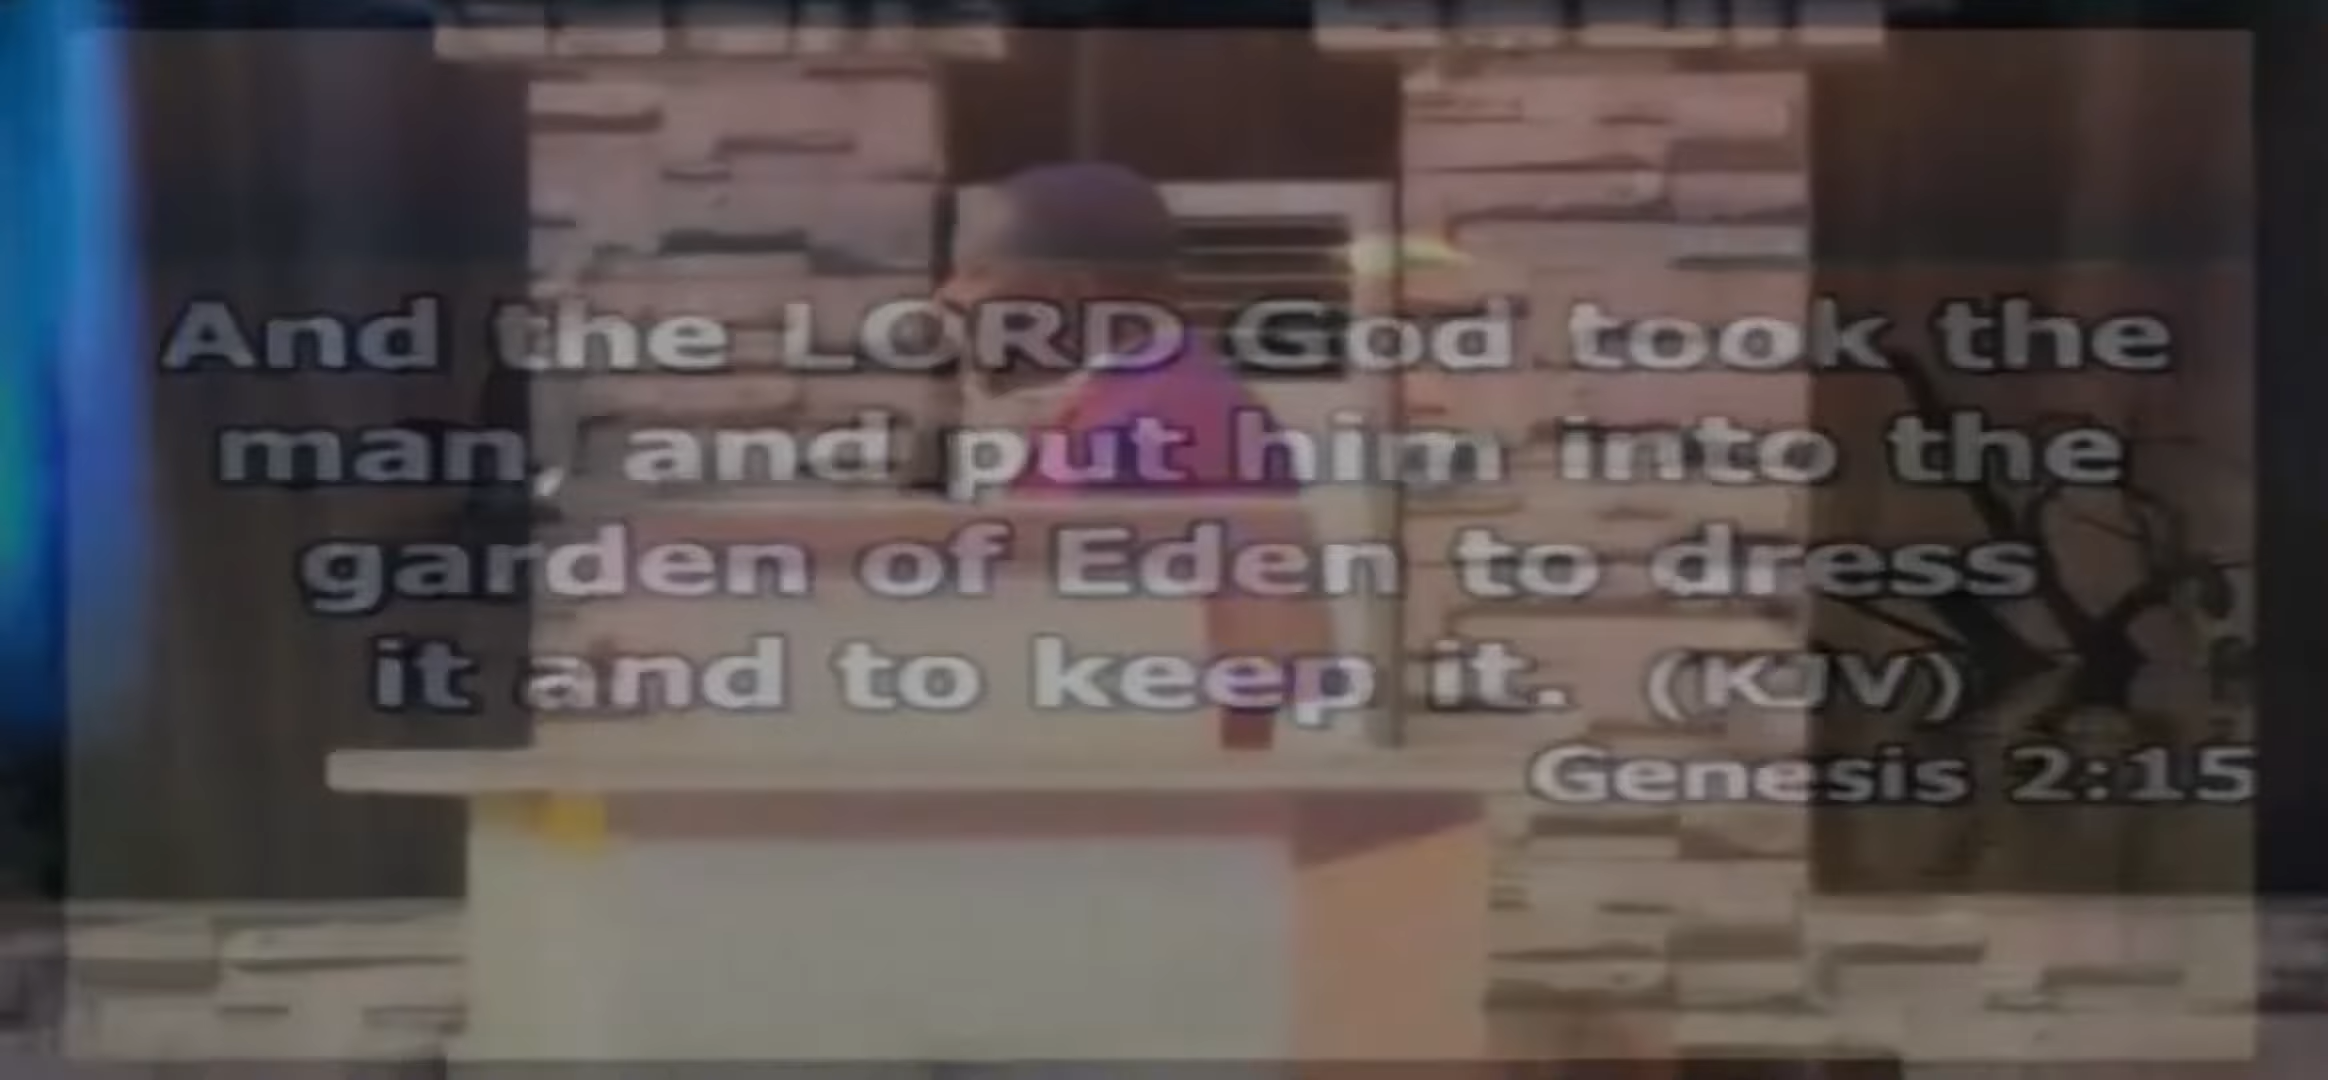 And the LORD God took the
man, and put him into the
garden of Eden to dress
it and to keep it. (KJV)
Genesis 2:15